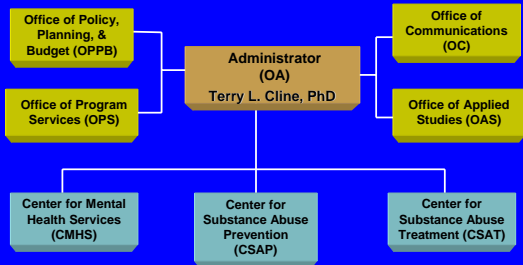 Office of Policy,
Planning, &
Budget (OPPB)
Office of
Communications
(OC)
Administrator
(OA)
Terry L. Cline, PhD
Office of Program
Services (OPS)
Office of Applied
Studies (OAS)
Center for Mental
Health Services
(CMHS)
Center for
Substance Abuse
Prevention
(CSAP)
Center for
Substance Abuse
Treatment (CSAT)